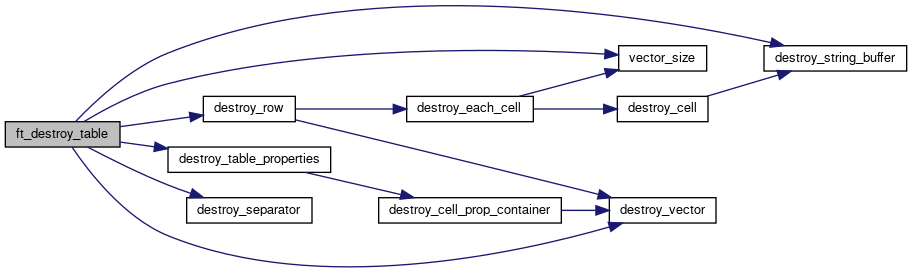 ft_destroy_table
destroy_row
destroy_table_properties
destroy_separator
destroy_each_cell
destroy_cell_prop_container
vector_size
destroy_cell
destroy_vector
destroy_string_buffer